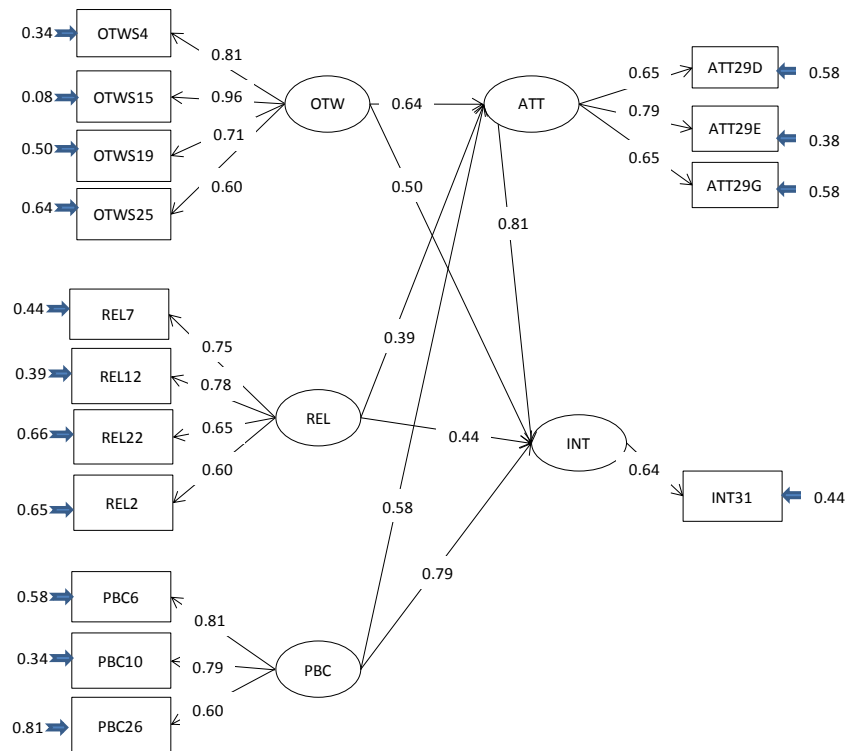 0.34 OTWS4 0.81
0.08 OTWS15 0.96
0.50 OTWS19 0.71
0.64 OTWS25 0.60
OTW 0.64 ATT
0.50
0.65 ATT29D 0.58
0.79 ATT29E 0.38
0.65 ATT29G 0.58
0.81
0.44 REL7 0.75
0.39 REL12 0.78
0.66 REL22 0.65
0.65 REL2 0.60
REL 0.39
0.44 INT
0.64 INT31 0.44
0.58
0.79
0.58 PBC6 0.81
0.34 PBC10 0.79
0.81 PBC26 0.60
PBC